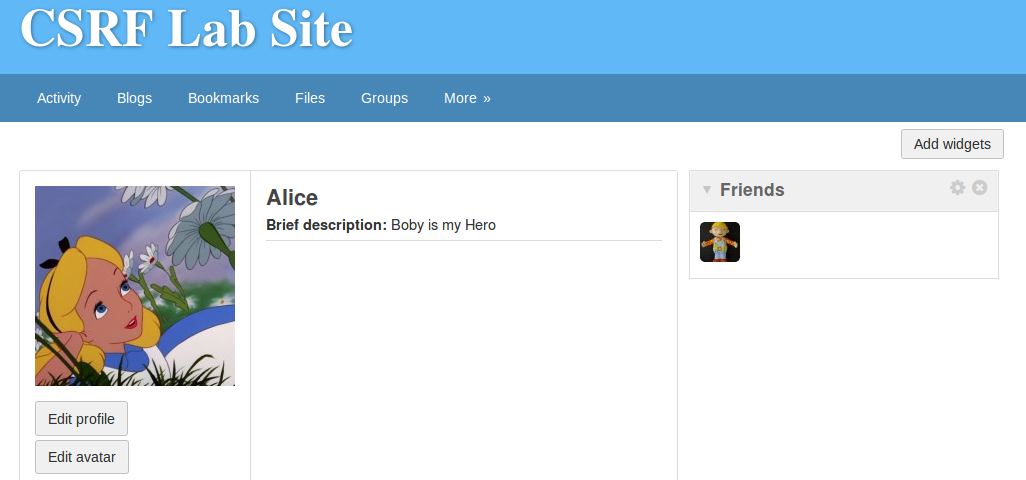 CSRF Lab Site
Activity Blogs Bookmarks Files Groups More »
Add widgets
Alice
Brief description: Boby is my Hero
Friends
Edit profile
Edit avatar